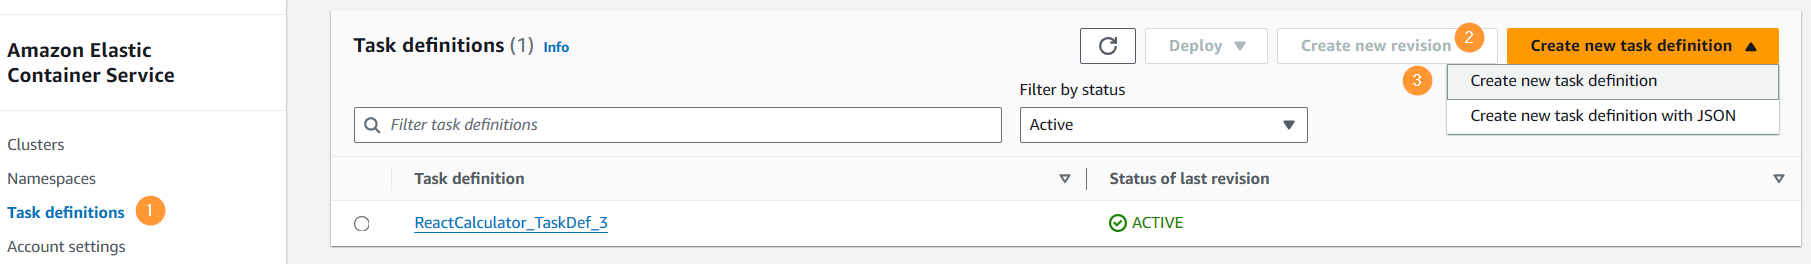 Amazon Elastic
Container Service
Clusters
Namespaces
Task definitions 1
Account settings
Task definitions (1) Info
Deploy
Create new revision 2
Create new task definition
3 Create new task definition
Create new task definition with JSON
Filter by status
Filter task definitions
Active
Task definition
Status of last revision
ReactCalculator_TaskDef_3
ACTIVE